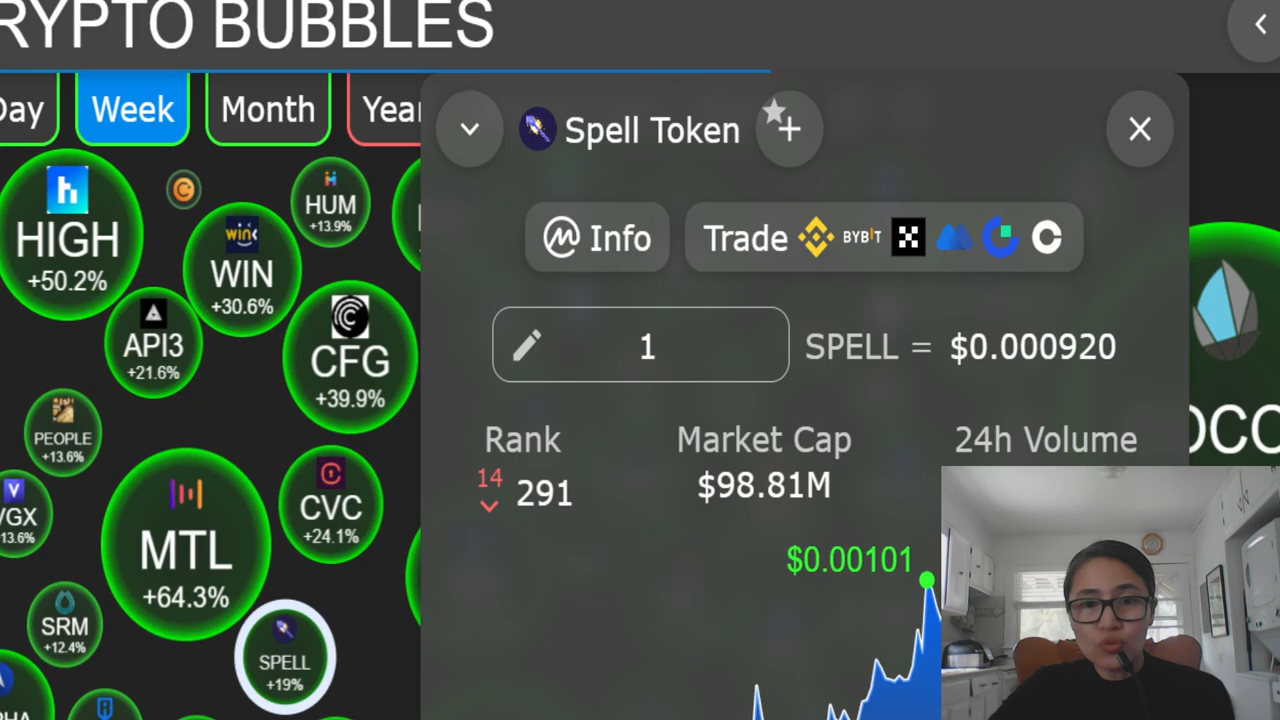 RYPTO BUBBLES
Day
Week
Month
Year
Spell Token
Info
Trade
BYBIT
1
SPELL = $0.000920
Rank
14
291
Market Cap
$98.81M
24h Volume
$0.00101
HIGH
+50.2%
WIN
WIN
+30.6%
HUM
+13.9%
API3
+21.6%
CFG
+39.9%
PEOPLE
+13.6%
VGX
13.6%
MTL
+64.3%
CVC
+24.1%
SRM
+12.4%
SPELL
+19%
OCO